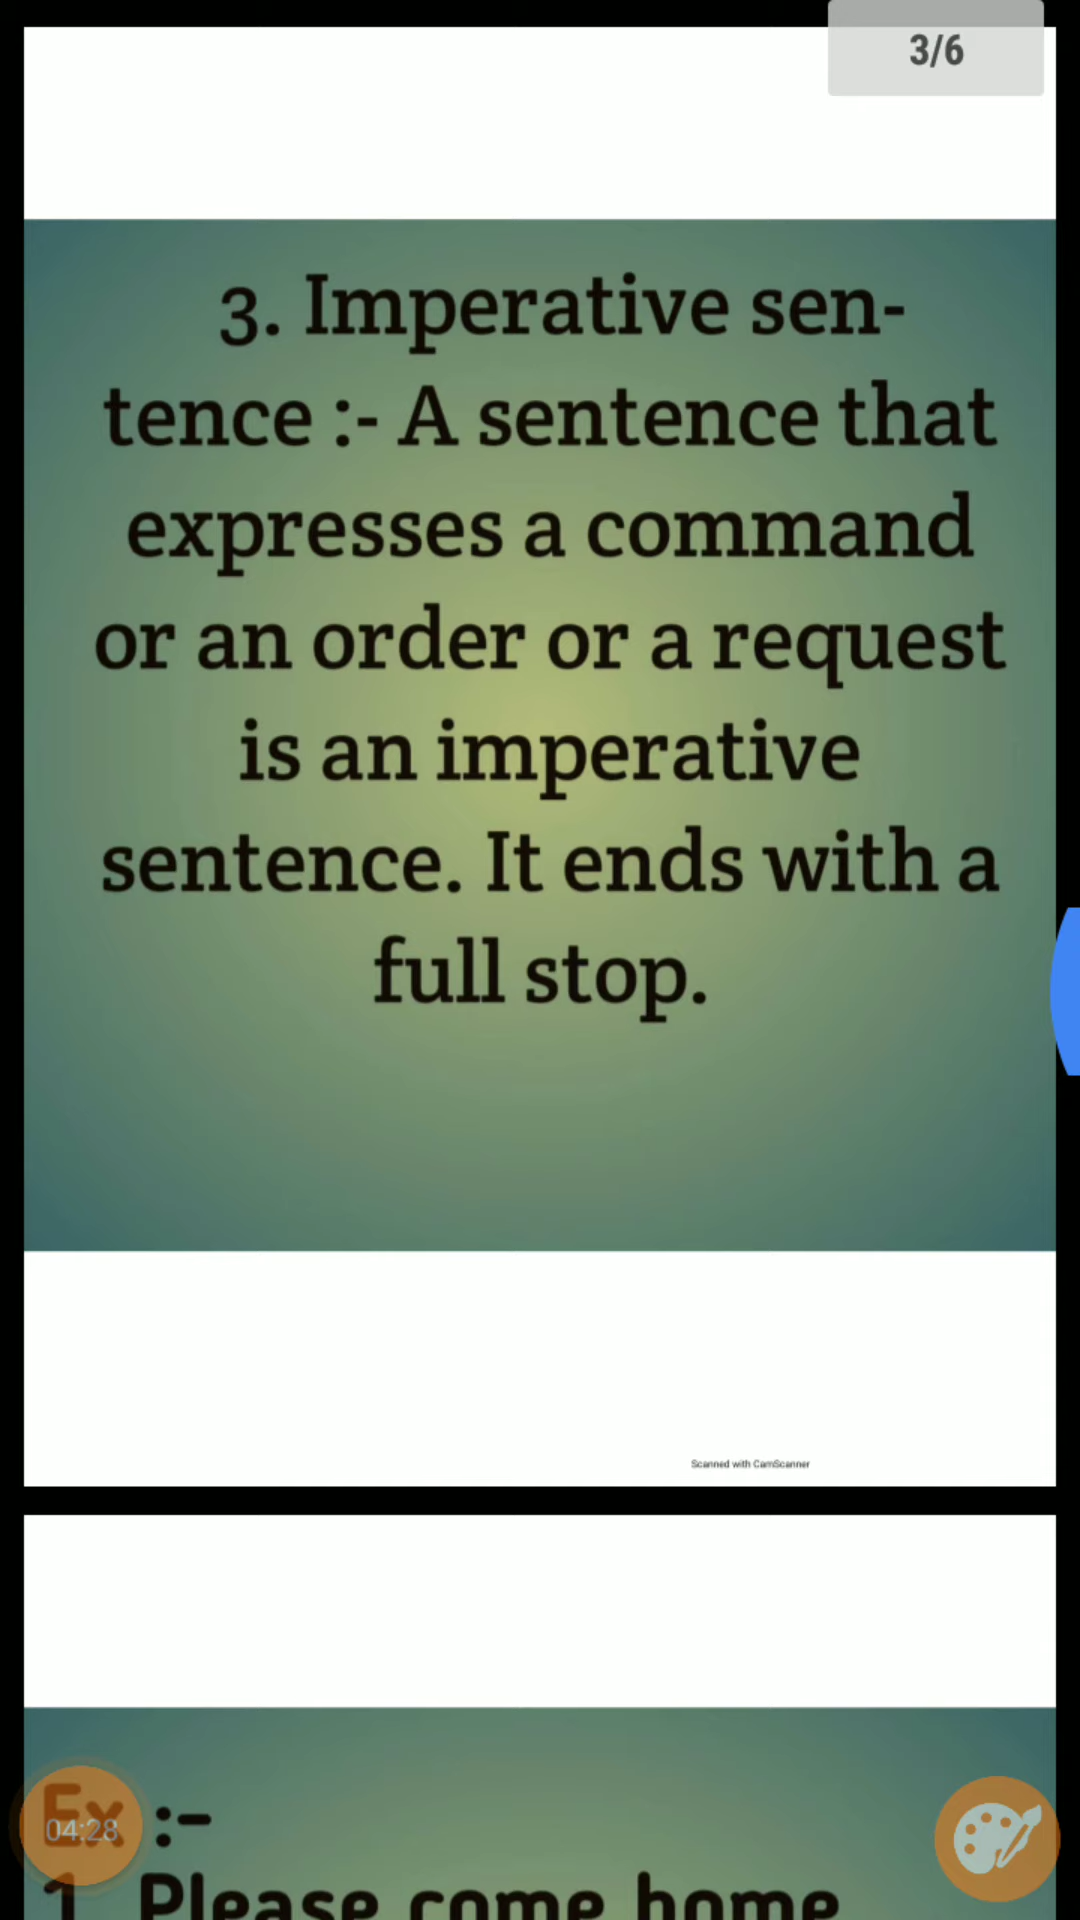 3/6
3. Imperative sen-
tence :- A sentence that
expresses a command
or an order or a request
is an imperative
sentence. It ends with a
full stop.
Scanned with CamScanner
Ex :-
04:28
1. Please come home